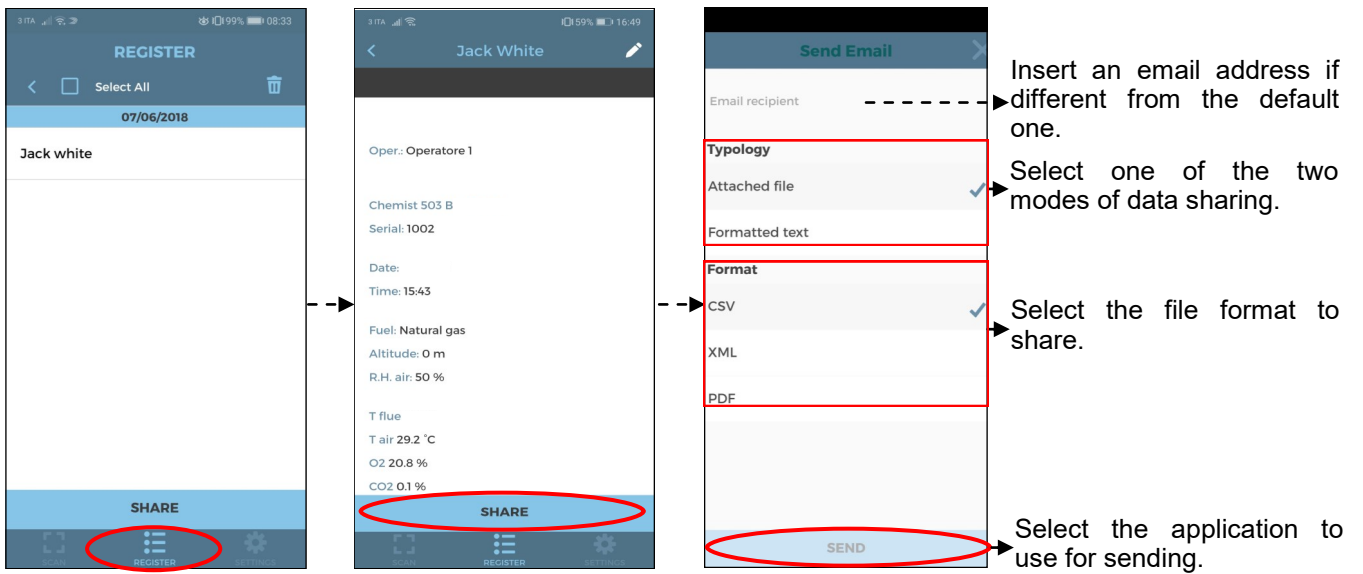 3 ITA 99% 08:33
REGISTER
Select All
07/06/2018
Jack white
SHARE
SCAN REGISTER SETTINGS
3 ITA 59% 16:49
Jack White
Oper.: Operatore 1
Chemist 503 B
Serial: 1002
Date:
Time: 15:43
Fuel: Natural gas
Altitude: 0 m
R.H. air: 50 %
T flue
T air 29.2 °C
O2 20.8 %
CO2 0.1 %
SHARE
SCAN REGISTER SETTINGS
Send Email
Email recipient
Typology
Attached file
Formatted text
Format
CSV
XML
PDF
SEND
Insert an email address if
different from the default
one.
Select one of the two
modes of data sharing.
Select the file format to
share.
Select the application to
use for sending.